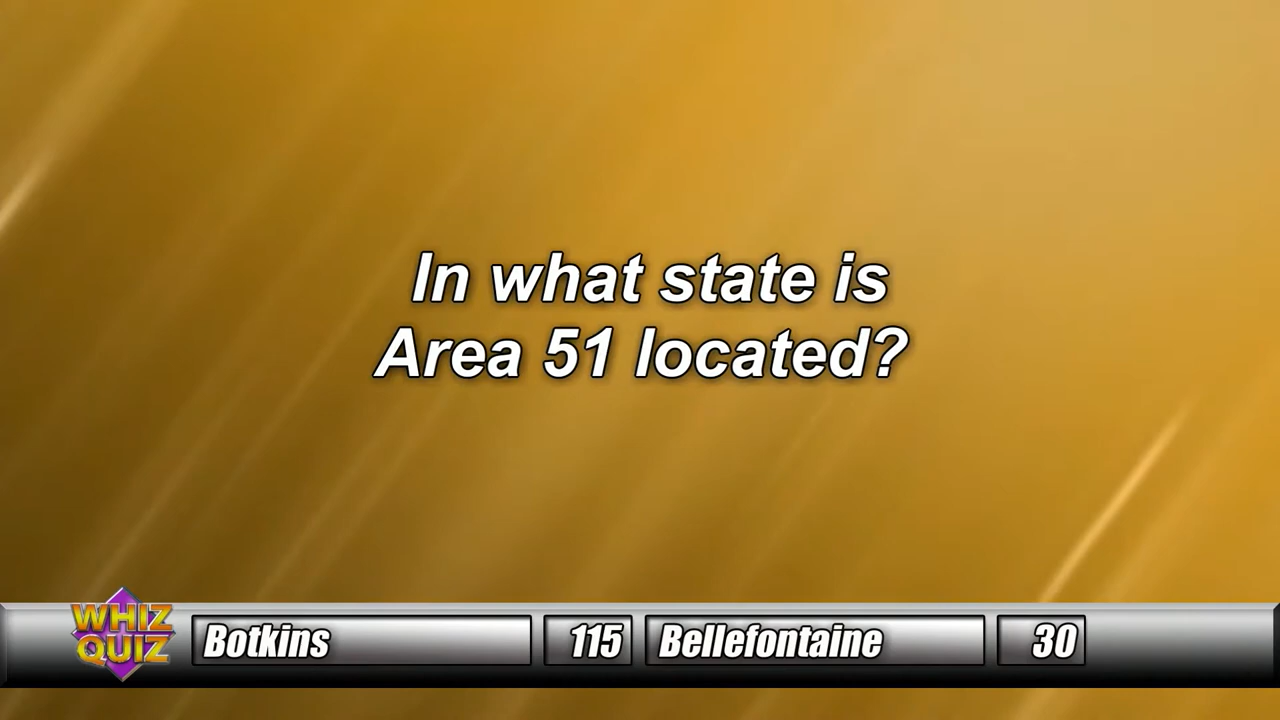 In what state is
Area 51 located?
WHIZ
QUIZ
Botkins 115 Bellefontaine 30